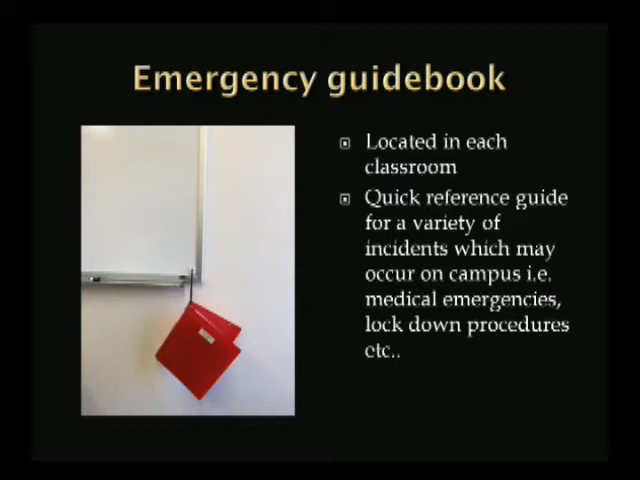 Emergency guidebook
Located in each
classroom
Quick reference guide
for a variety of
incidents which may
occur on campus i.e.
medical emergencies,
lock down procedures
etc..